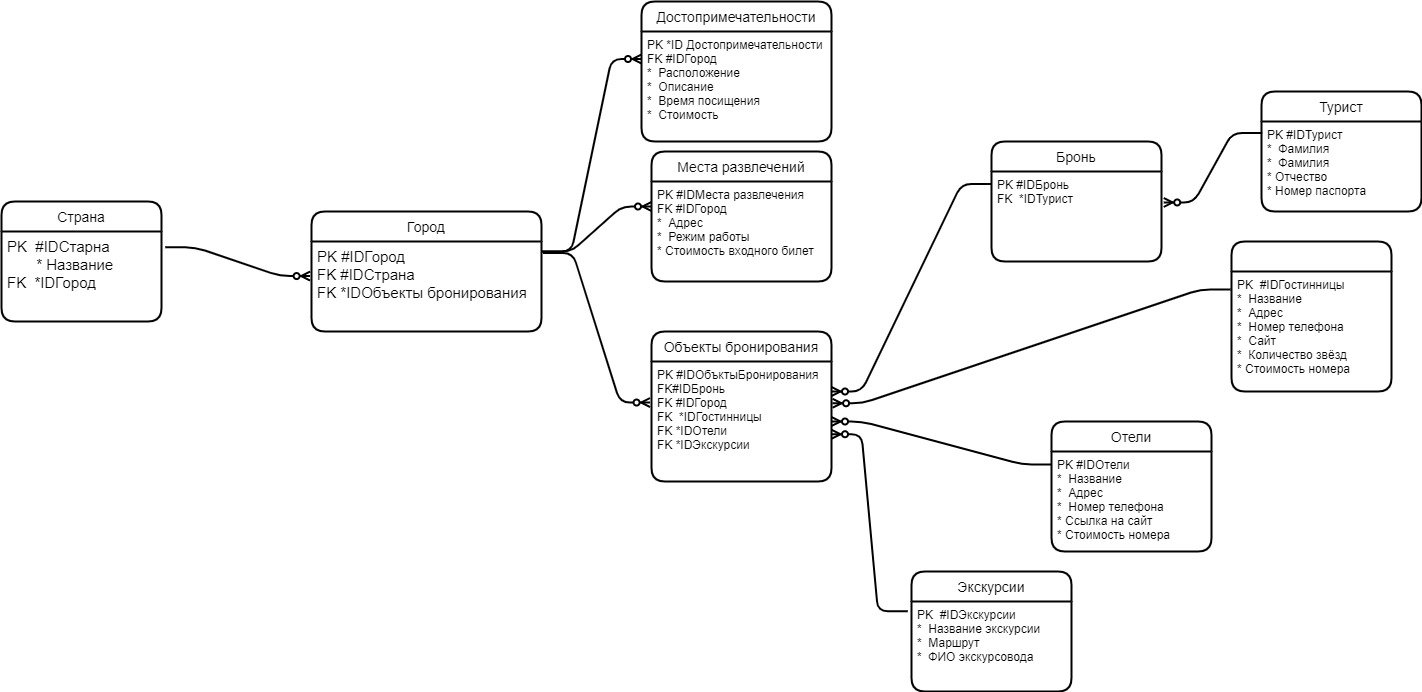 Достопримечательности
PK *ID Достопримечательности
FK #IDГород
* Расположение
* Описание
* Время посищения
* Стоимость
Места развлечений
PK #IDМеста развлечения
FK #IDГород
* Адрес
* Режим работы
* Стоимость входного билет
Страна
PK #IDСтарна
* Название
FK *IDГород
Город
PK #IDГород
FK #IDСтрана
FK *IDОбъекты бронирования
Объекты бронирования
PK #IDОбъктыБронирования
FK#IDБронь
FK #IDГород
FK *IDГостинницы
FK *IDОтели
FK *IDЭкскурсии
Бронь
PK #IDБронь
FK *IDТурист
Турист
PK #IDТурист
* Фамилия
* Фамилия
* Отчество
* Номер паспорта
PK #IDГостинницы
* Название
* Адрес
* Номер телефона
* Сайт
* Количество звёзд
* Стоимость номера
Отели
PK #IDОтели
* Название
* Адрес
* Номер телефона
* Ссылка на сайт
* Стоимость номера
Экскурсии
PK #IDЭкскурсии
* Название экскурсии
* Маршрут
* ФИО экскурсовода